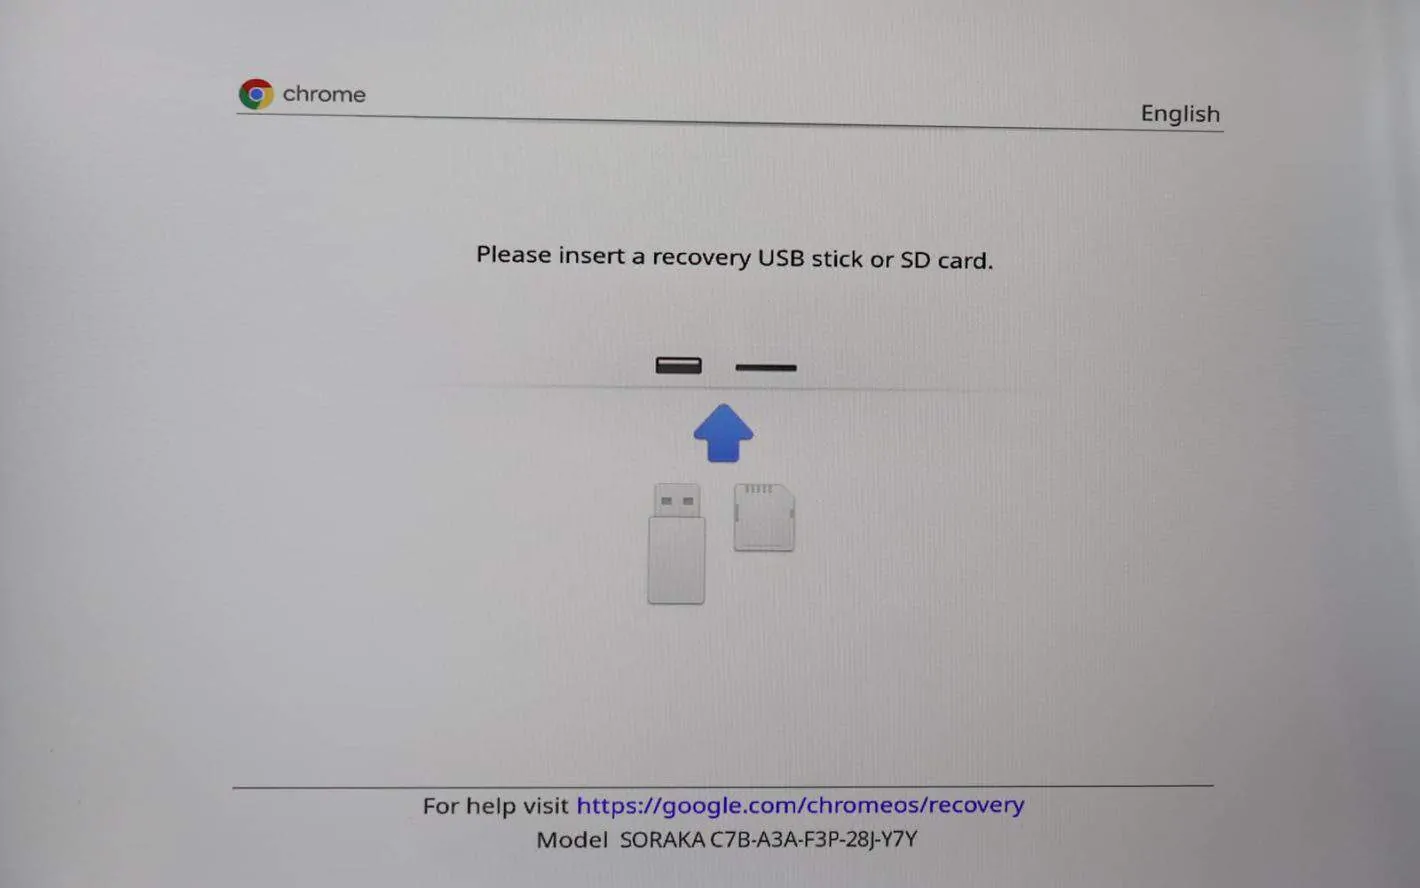 chrome
English
Please insert a recovery USB stick or SD card.
For help visit https://google.com/chromeos/recovery
Model SORAKA C7B-A3A-F3P-28J-Y7Y